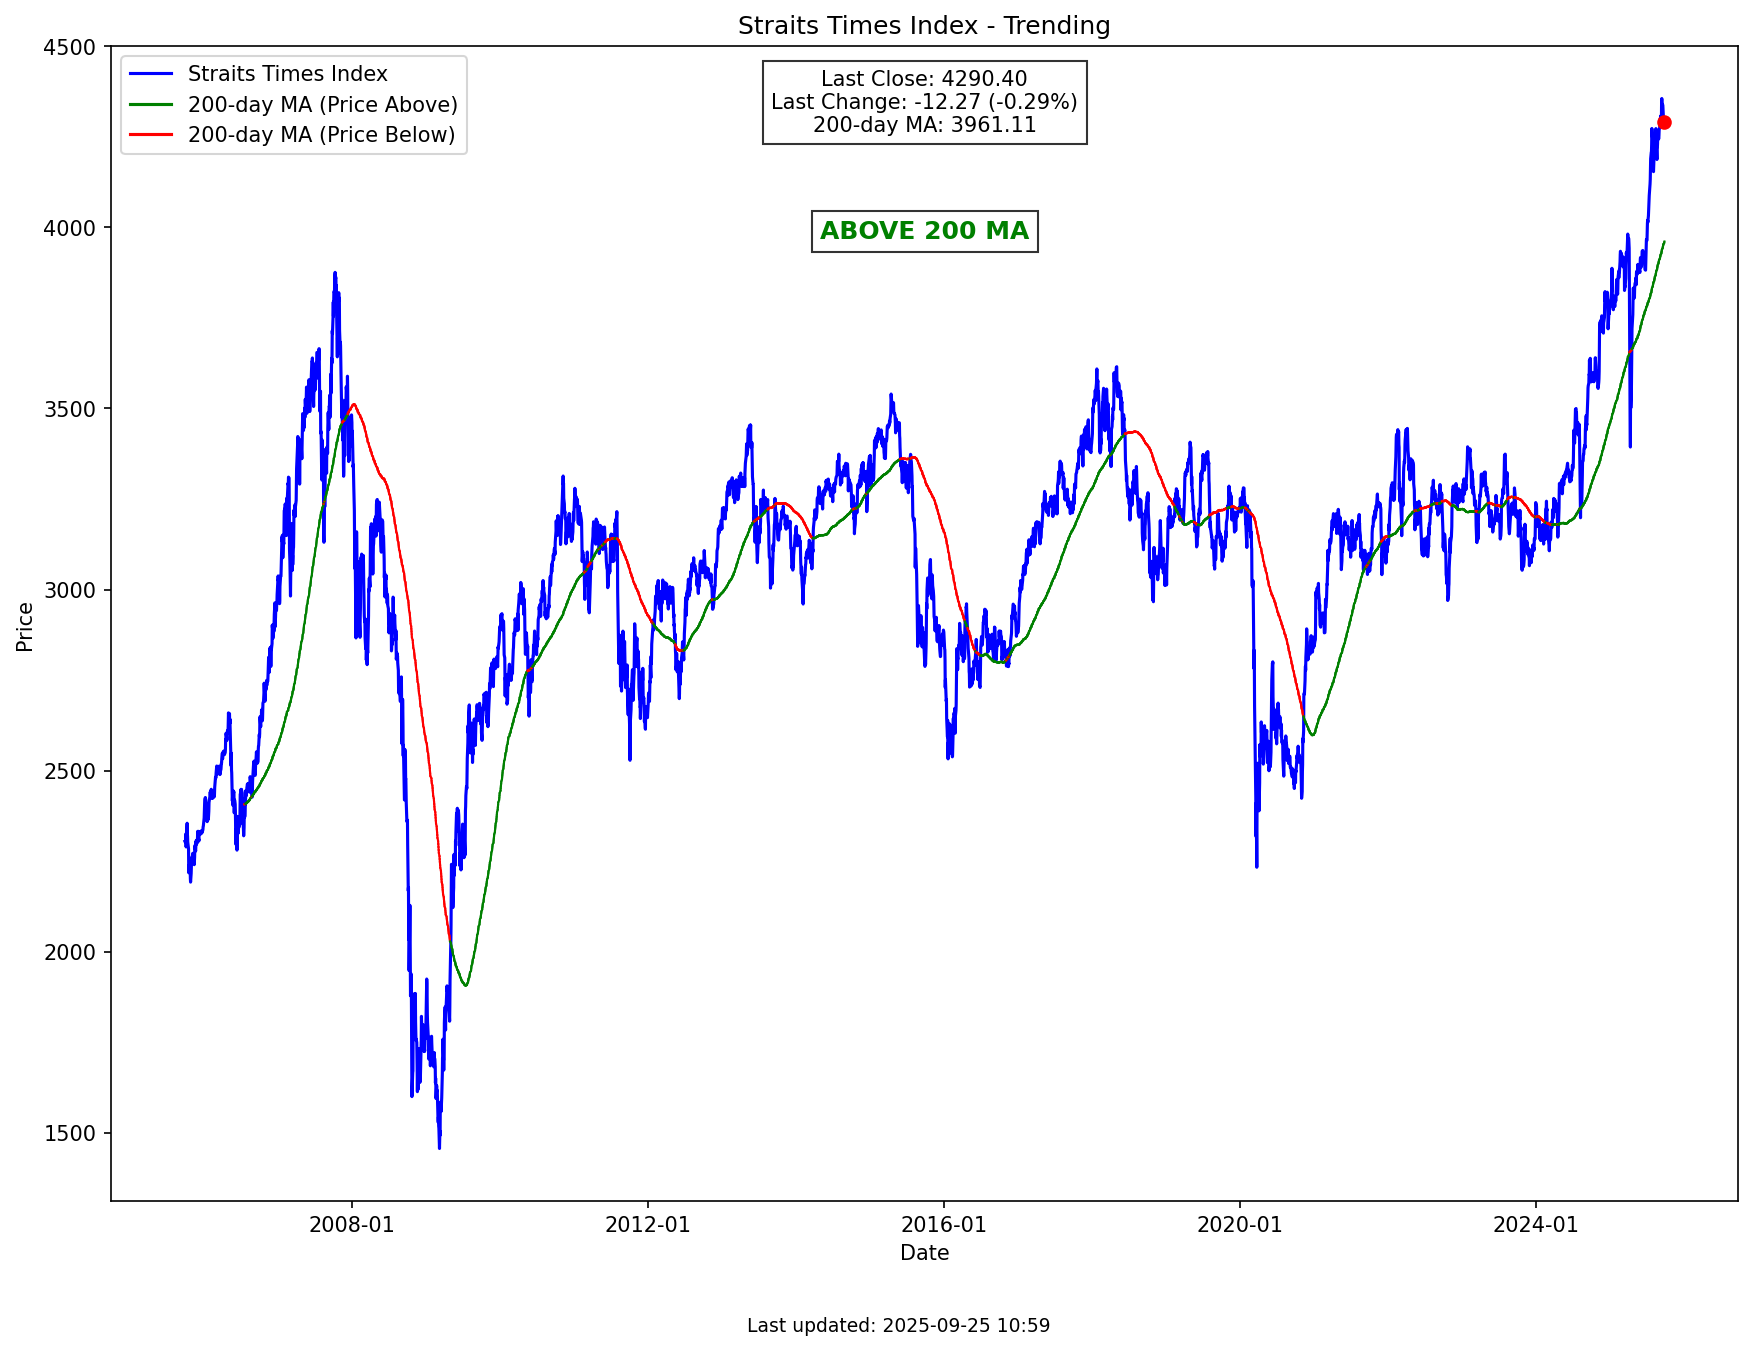 Straits Times Index - Trending
Straits Times Index
200-day MA (Price Above)
200-day MA (Price Below)
Last Close: 4290.40
Last Change: -12.27 (-0.29%)
200-day MA: 3961.11
ABOVE 200 MA
4500
4000
3500
3000
2500
2000
1500
Price
2008-01
2012-01
2016-01
2020-01
2024-01
Date
Last updated: 2025-09-25 10:59